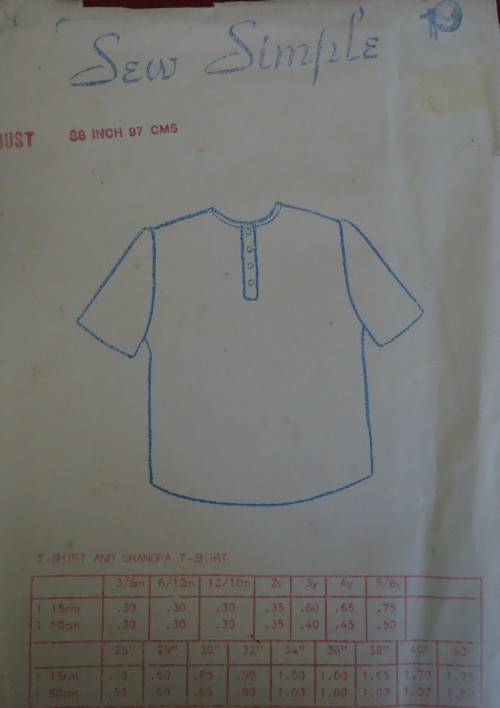 Sew Simple
BUST 38 INCH 97 CMS
T-SHIRT AND GRANDPA T-SHIRT
3/6m 6/12m 12/18m 2y 3y 4y 5/6y
1 15cm .30 .30 .30 .35 .60 .65 .75
1 50cm .30 .30 .30 .35 .40 .45 .50
26" 28" 30" 32" 34" 36" 38" 40" 42"
1 15cm .75 .80 .85 .90 1.00 1.00 1.65 1.70 1.75
1 50cm .55 .65 .85 .90 1.00 1.00 1.00 1.00